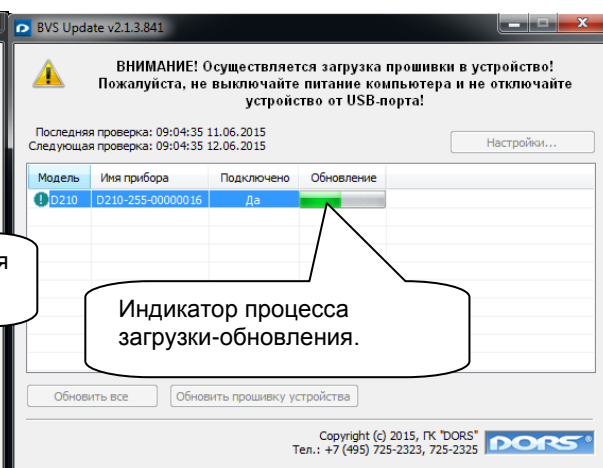 BVS Update v2.1.3.841
ВНИМАНИЕ! Осуществляется загрузка прошивки в устройство!
Пожалуйста, не выключайте питание компьютера и не отключайте
устройство от USB-порта!
Последняя проверка: 09:04:35 11.06.2015
Следующая проверка: 09:04:35 12.06.2015
Настройки...
Модель Имя прибора Подключено Обновление
D210 D210-255-00000016 Да
я
Индикатор процесса
загрузки-обновления.
Обновить все Обновить прошивку устройства
Copyright (c) 2015, ГК "DORS"
Тел.: +7 (495) 725-2323, 725-2325
DORS®